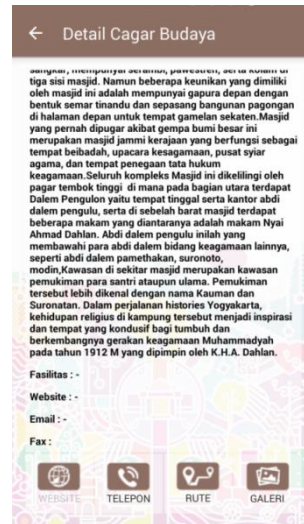 Detail Cagar Budaya
sangkar, mempunyai serambi, pawestren, serta kolam di
tiga sisi masjid. Namun beberapa keunikan yang dimiliki
oleh masjid ini adalah mempunyai gapura depan dengan
bentuk semar tinandu dan sepasang bangunan pagongan
di halaman depan untuk tempat gamelan sekaten.Masjid
yang pernah dipugar akibat gempa bumi besar ini
merupakan masjid jammi kerajaan yang berfungsi sebagai
tempat beibadah, upacara kesagamaan, pusat syiar
agama, dan tempat penegaan tata hukum
keagamaan.Seluruh kompleks Masjid ini dikelilingi oleh
pagar tembok tinggi  di mana pada bagian utara terdapat
Dalem Pengulon yaitu tempat tinggal serta kantor abdi
dalem pengulu, serta di sebelah barat masjid terdapat
beberapa makam yang diantaranya adalah makam Nyai
Ahmad Dahlan. Abdi dalem pengulu inilah yang
membawahi para abdi dalem bidang keagamaan lainnya,
seperti abdi dalem pamethakan, suronoto,
modin,Kawasan di sekitar masjid merupakan kawasan
pemukiman para santri ataupun ulama. Pemukiman
tersebut lebih dikenal dengan nama Kauman dan
Suronatan. Dalam perjalanan histories Yogyakarta,
kehidupan religius di kampung tersebut menjadi inspirasi
dan tempat yang kondusif bagi tumbuh dan
berkembangnya gerakan keagamaan Muhammadyah
pada tahun 1912 M yang dipimpin oleh K.H.A. Dahlan.
Fasilitas : -
Website : -
Email : -
Fax :
WEBSITE TELEPON RUTE GALERI